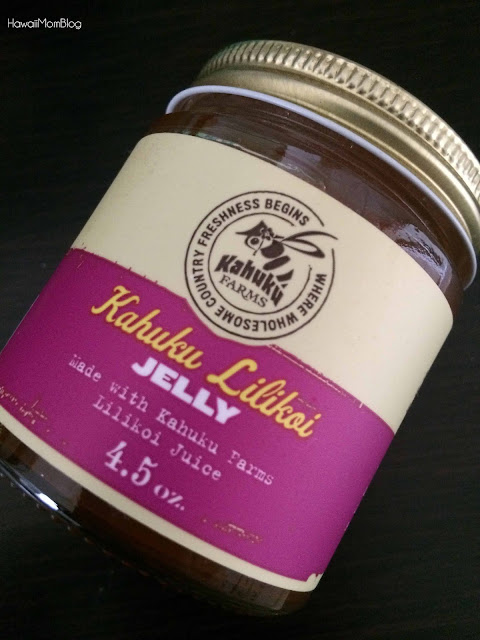 HawaiiMomBlog
WHERE WHOLESOME COUNTRY FRESHNESS BEGINS
Kahuku
FARMS
Kahuku Lilikoi
JELLY
Made with Kahuku Farms
Lilikoi Juice
4.5 oz.